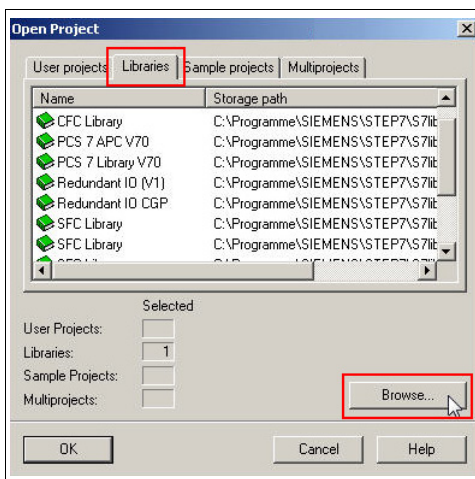 Open Project
User projects Libraries Sample projects Multiprojects
Name Storage path
CFC Library C:\Programme\SIEMENS\STEP7\S7lib
PCS 7 APC V70 C:\Programme\SIEMENS\STEP7\S7lib
PCS 7 Library V70 C:\Programme\SIEMENS\STEP7\S7lib
Redundant IO (V1) C:\Programme\SIEMENS\STEP7\S7lib
Redundant IO CGP C:\Programme\SIEMENS\STEP7\S7lib
SFC Library C:\Programme\SIEMENS\STEP7\S7lib
SFC Library C:\Programme\SIEMENS\STEP7\S7lib
Selected
User Projects:
Libraries: 1
Sample Projects:
Multiprojects:
Browse...
OK Cancel Help